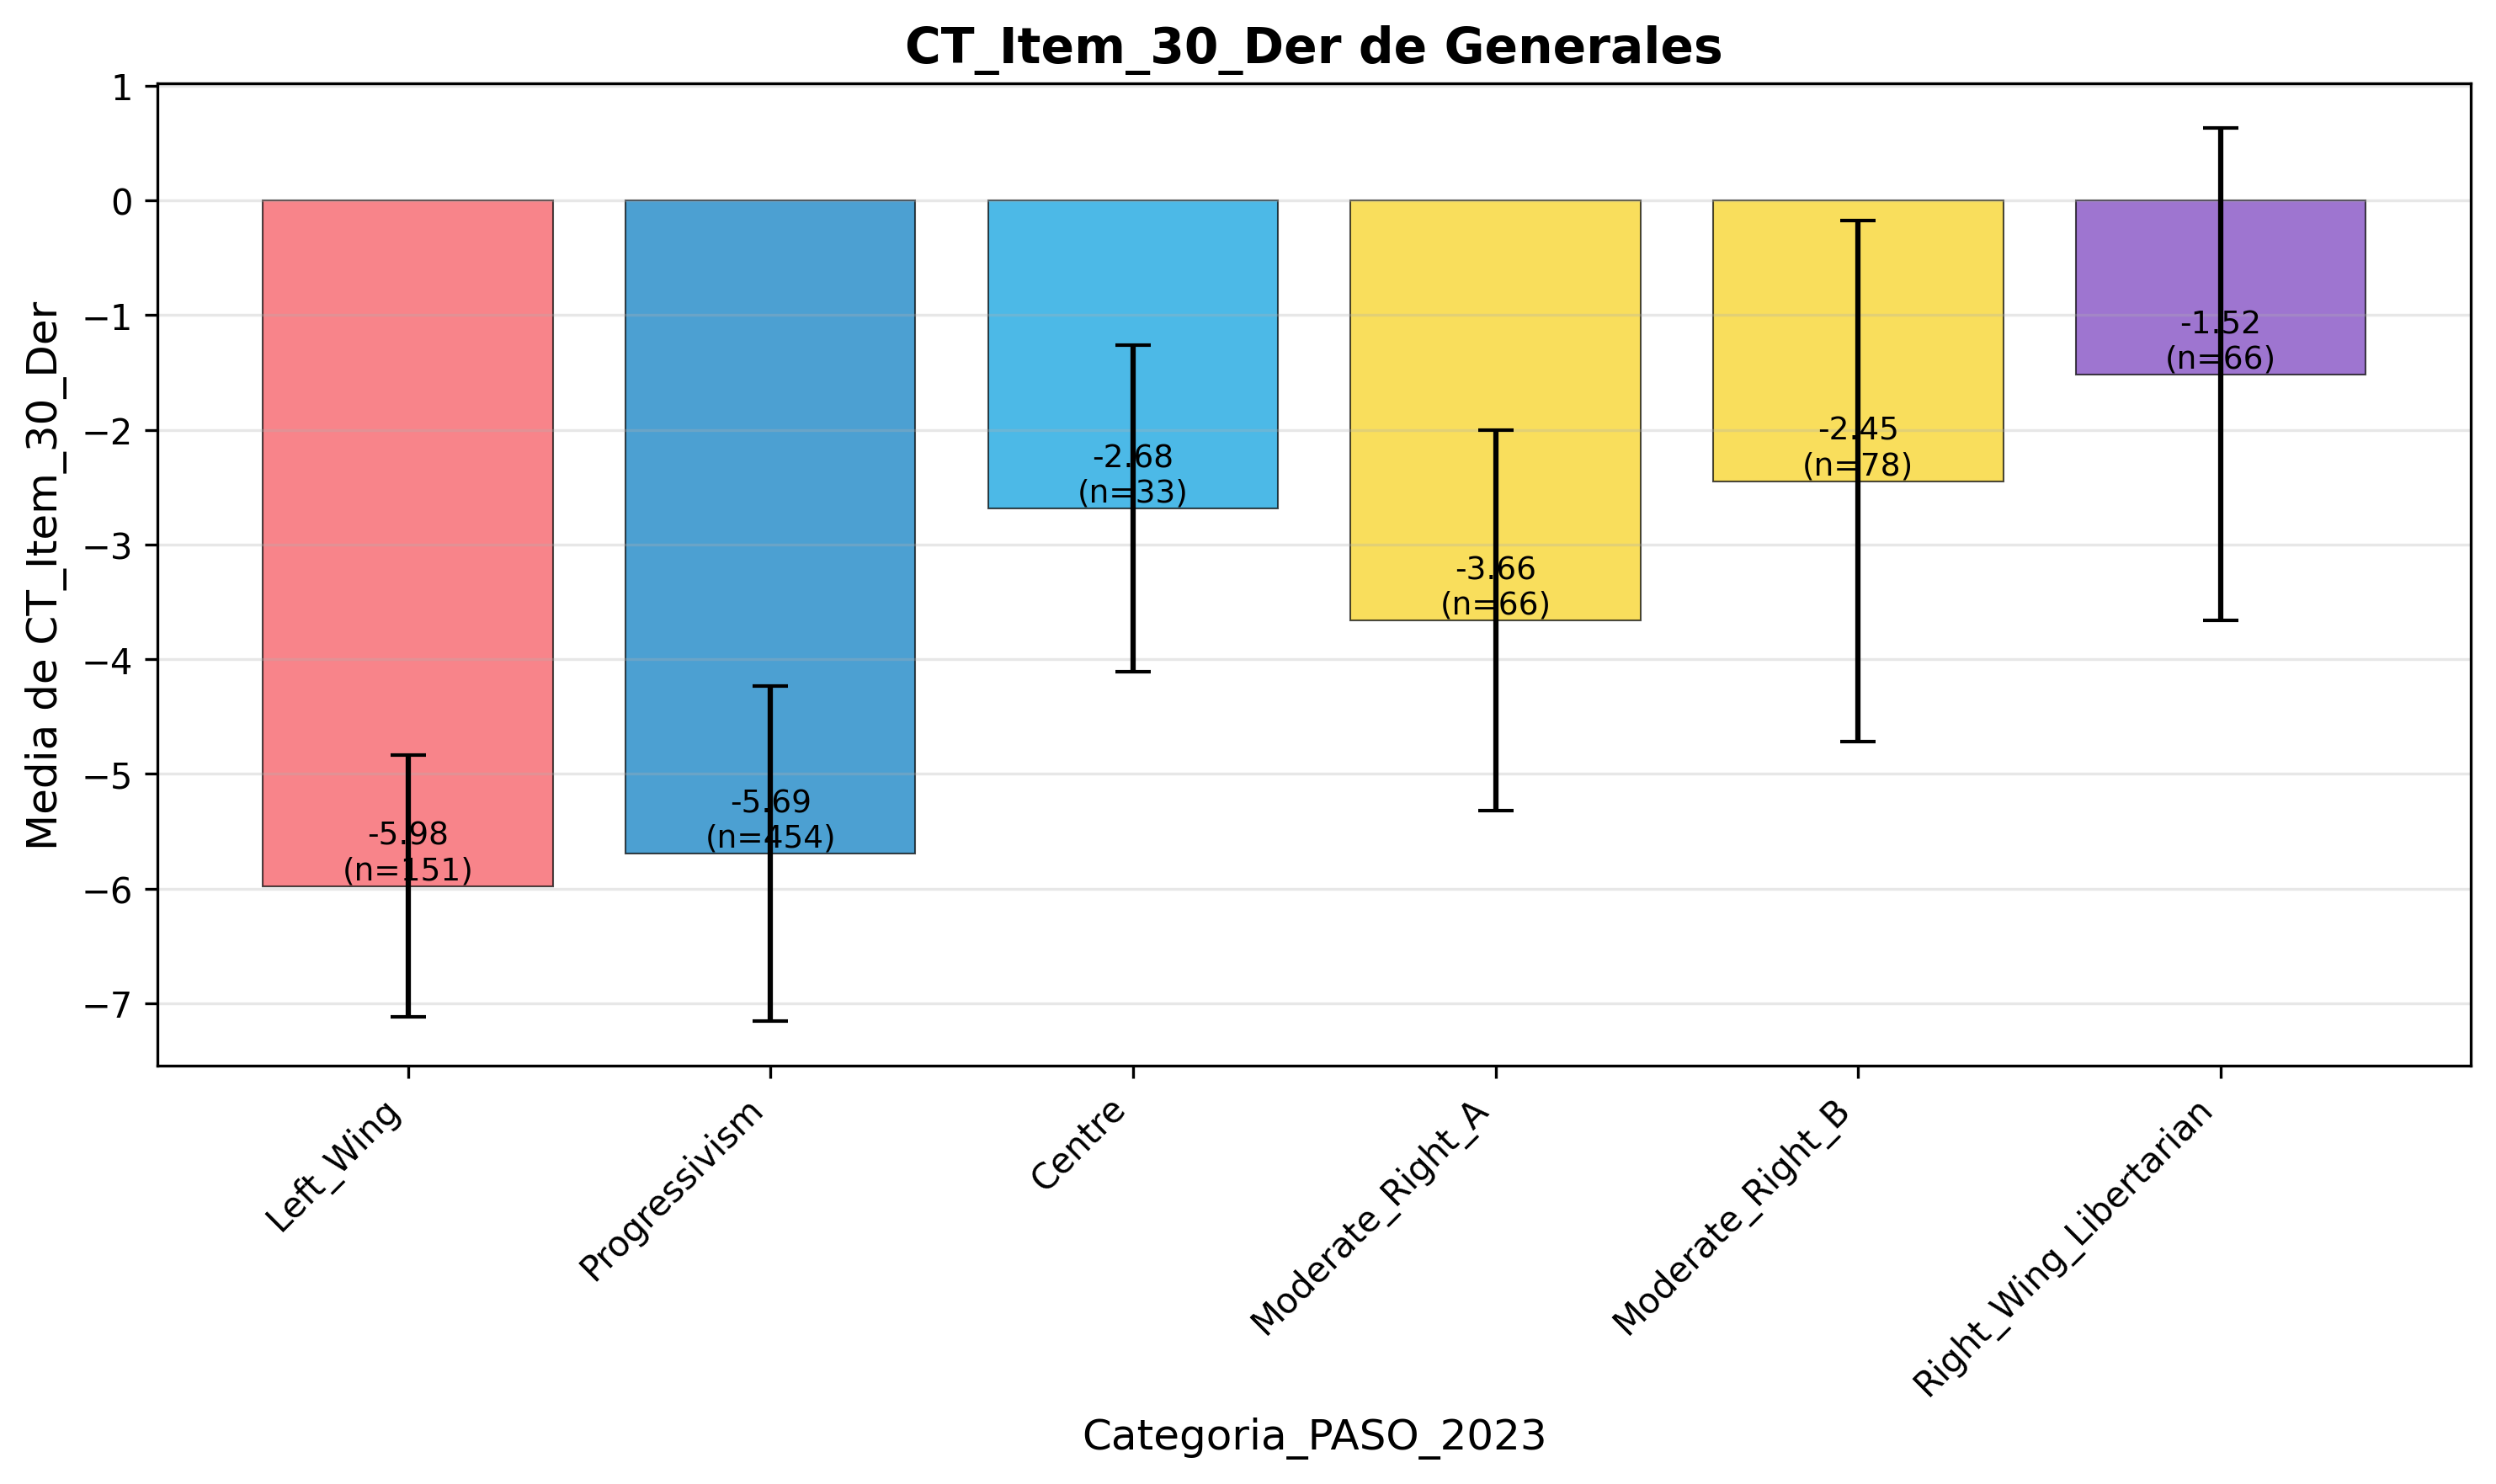 CT_Item_30_Der de Generales
Media de CT_Item_30_Der
1
0
−1
−2
−3
−4
−5
−6
−7
-5.98
(n=151)
-5.69
(n=454)
-2.68
(n=33)
-3.66
(n=66)
-2.45
(n=78)
-1.52
(n=66)
Left_Wing
Progressivism
Centre
Moderate_Right_A
Moderate_Right_B
Right_Wing_Libertarian
Categoria_PASO_2023